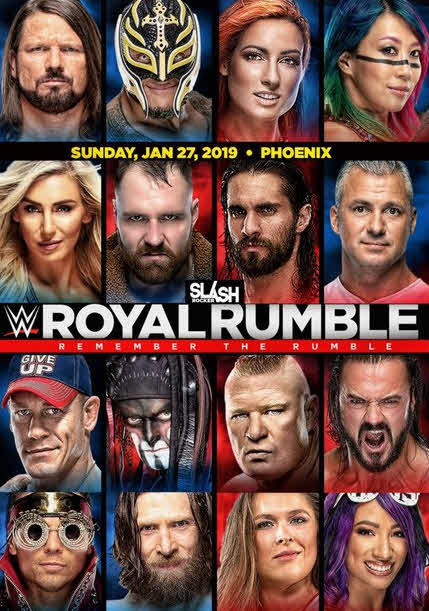 SUNDAY, JAN 27, 2019 • PHOENIX
SLASH
ROCKER
W ROYAL RUMBLE
REMEMBER THE RUMBLE
GIVE
UP